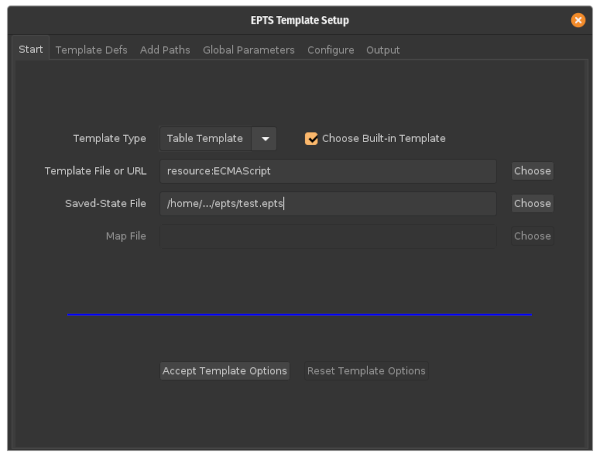 EPTS Template Setup
Start Template Defs Add Paths Global Parameters Configure Output
Template Type Table Template Choose Built-in Template
Template File or URL resource:ECMAScript Choose
Saved-State File /home/.../epts/test.epts Choose
Map File Choose
Accept Template Options Reset Template Options